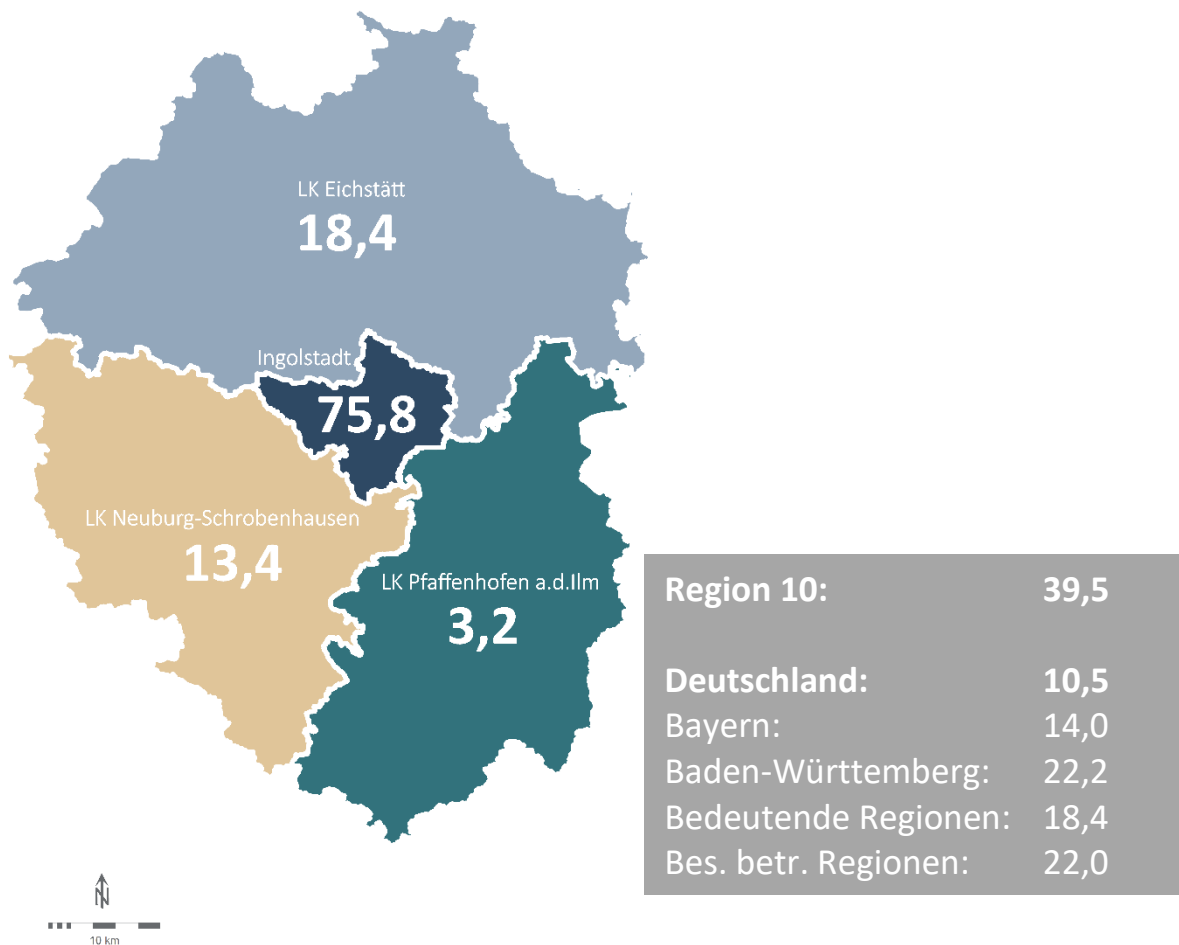 LK Eichstätt
18,4
Ingolstadt
75,8
LK Neuburg-Schrobenhausen
13,4
LK Pfaffenhofen a.d.Ilm
3,2
Region 10: 39,5
Deutschland: 10,5
Bayern: 14,0
Baden-Württemberg: 22,2
Bedeutende Regionen: 18,4
Bes. betr. Regionen: 22,0
N
10 km